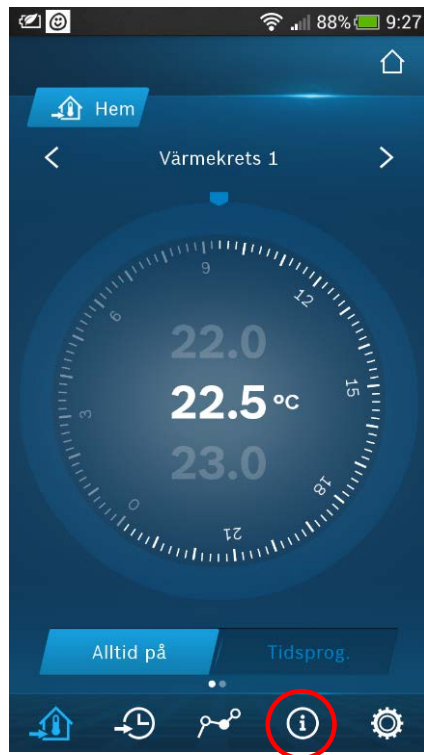 88% 9:27
Hem
Värmekrets 1
9
12
6
15
3
18
0
21
22.0
22.5 °C
23.0
Alltid på
Tidsprog.